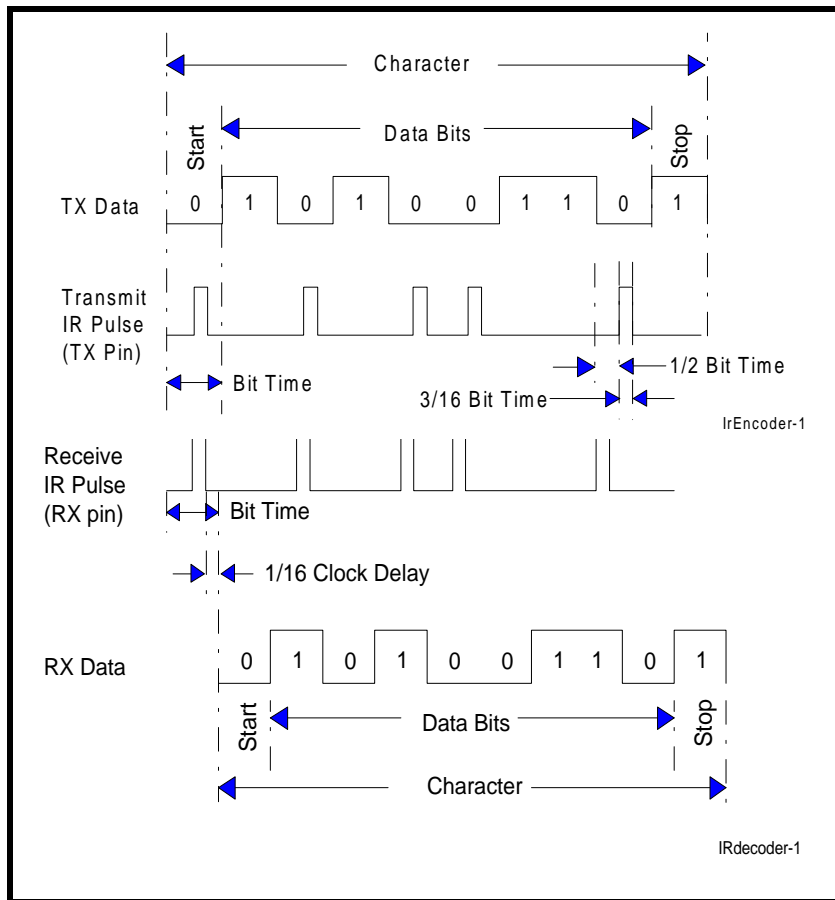 Character
Start
Data Bits
Stop
TX Data
0 1 0 1 0 0 1 1 0 1
Transmit
IR Pulse
(TX Pin)
Bit Time
1/2 Bit Time
3/16 Bit Time
IrEncoder-1
Receive
IR Pulse
(RX pin)
Bit Time
1/16 Clock Delay
RX Data
0 1 0 1 0 0 1 1 0 1
Start
Data Bits
Stop
Character
IRdecoder-1